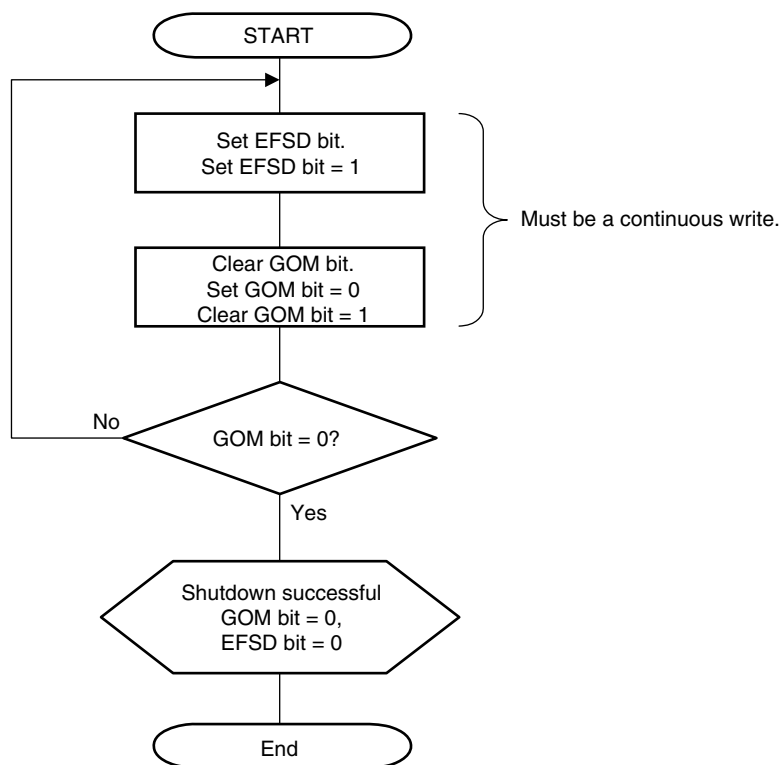 START
Set EFSD bit.
Set EFSD bit = 1
Must be a continuous write.
Clear GOM bit.
Set GOM bit = 0
Clear GOM bit = 1
No
GOM bit = 0?
Yes
Shutdown successful
GOM bit = 0,
EFSD bit = 0
End